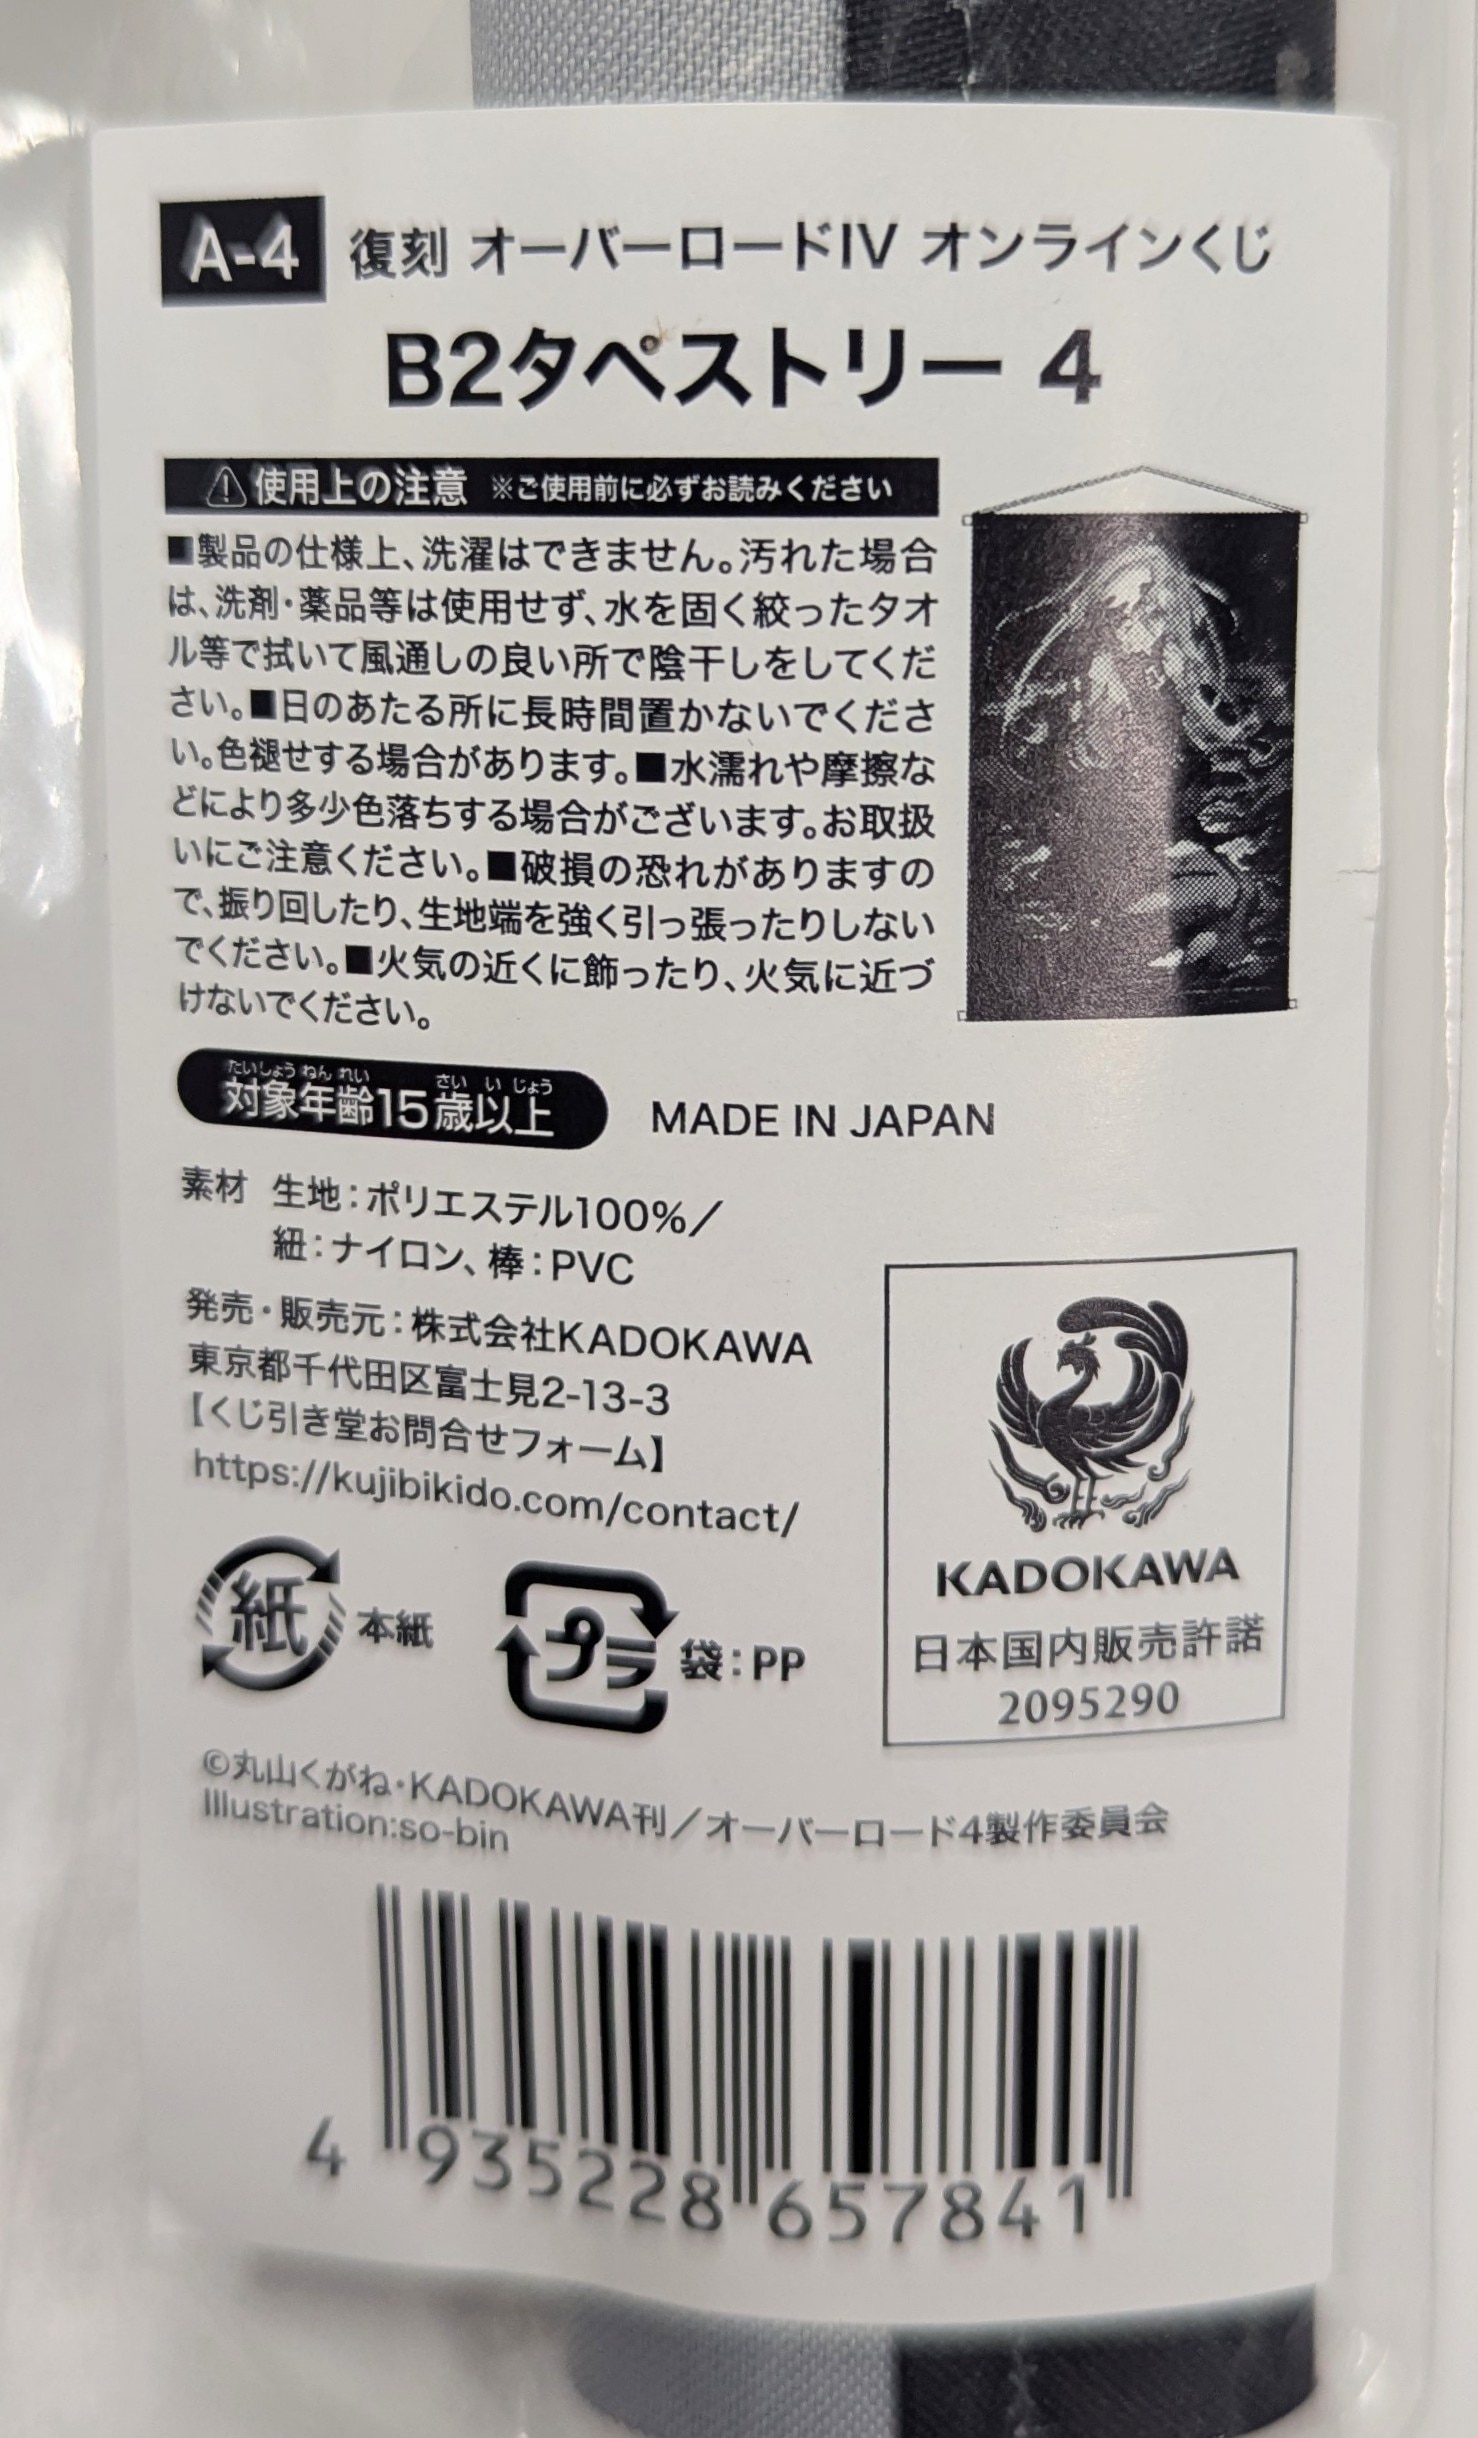 A-4 復刻 オーバーロードIV オンラインくじ
B2タペストリー 4
⚠使用上の注意 ※ご使用前に必ずお読みください
■製品の仕様上、洗濯はできません。汚れた場合
は、洗剤・薬品等は使用せず、水を固く絞ったタオ
ル等で拭いて風通しの良い所で陰干しをしてくだ
さい。■日のあたる所に長時間置かないでくださ
い。色褪せする場合があります。■水濡れや摩擦な
どにより多少色落ちする場合がございます。お取扱
いにご注意ください。■破損の恐れがありますの
で、振り回したり、生地端を強く引っ張ったりしない
でください。■火気の近くに飾ったり、火気に近づ
けないでください。
たいしょう ねん れい さい い じょう
対象年齢15歳以上 MADE IN JAPAN
素材 生地：ポリエステル100%／
紐：ナイロン、棒：PVC
発売・販売元：株式会社KADOKAWA
東京都千代田区富士見2-13-3
【くじ引き堂お問合せフォーム】
https://kujibikido.com/contact/
紙 本紙 プラ 袋：PP
KADOKAWA
日本国内販売許諾
2095290
©丸山くがね・KADOKAWA刊／オーバーロード4製作委員会
Illustration:so-bin
4 935228 657841